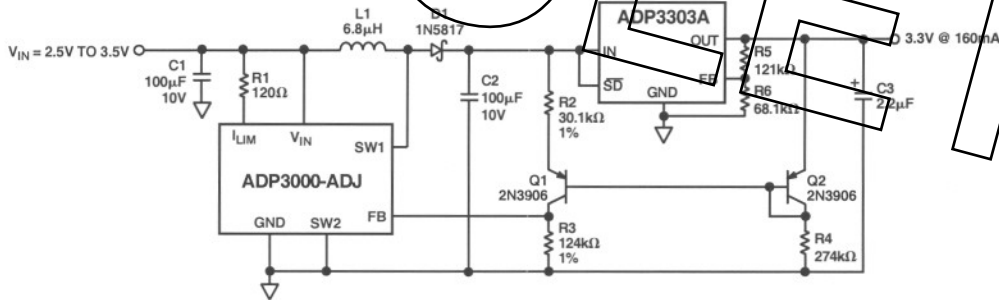 ADP3303A
L1
6.8µH
D1
1N5817
V_IN = 2.5V TO 3.5V
IN
OUT
3.3V @ 160mA
R5
121kΩ
C1
100µF
10V
R1
120Ω
C2
100µF
10V
R2
30.1kΩ
1%
SD
FB
GND
R6
68.1kΩ
C3
2.2µF
+
I_LIM
V_IN
SW1
ADP3000-ADJ
Q1
2N3906
Q2
2N3906
GND
SW2
FB
R3
124kΩ
1%
R4
274kΩ